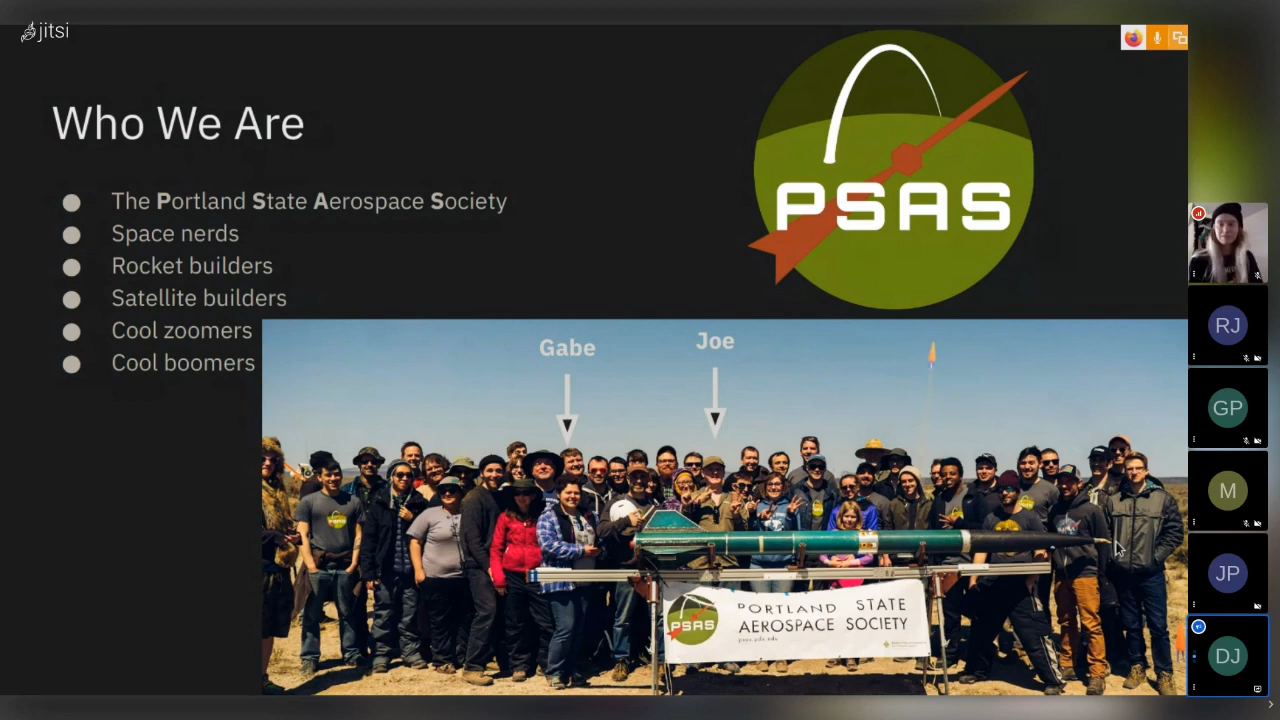 jitsi
Who We Are
The Portland State Aerospace Society
Space nerds
Rocket builders
Satellite builders
Cool zoomers
Cool boomers
PSAS
Gabe
Joe
PSAS
PORTLAND STATE
AEROSPACE SOCIETY
RJ
GP
M
JP
DJ